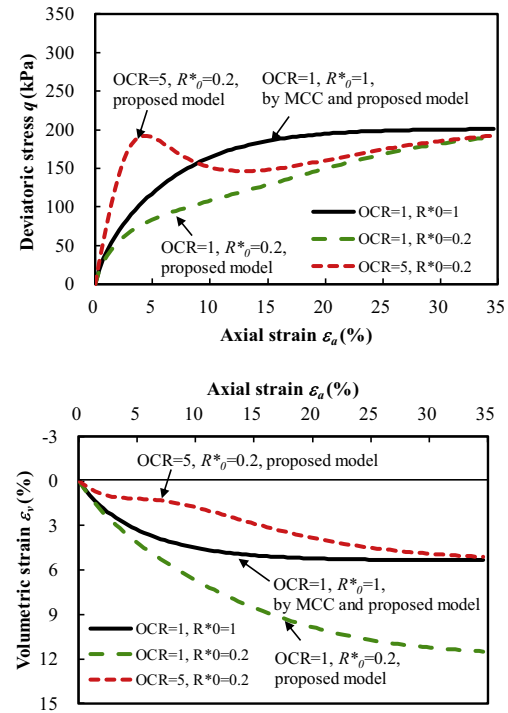 350
300
250
200
150
100
50
0
Deviatoric stress q (kPa)
OCR=5, R*₀=0.2,
proposed model
OCR=1, R*₀=1,
by MCC and proposed model
OCR=1, R*₀=0.2,
proposed model
OCR=1, R*0=1
OCR=1, R*0=0.2
OCR=5, R*0=0.2
0 5 10 15 20 25 30 35
Axial strain εₐ(%)
Axial strain εₐ(%)
0 5 10 15 20 25 30 35
-3
0
3
6
9
12
15
Volumetric strain εᵥ(%)
OCR=5, R*₀=0.2, proposed model
OCR=1, R*₀=1,
by MCC and proposed model
OCR=1, R*₀=0.2,
proposed model
OCR=1, R*0=1
OCR=1, R*0=0.2
OCR=5, R*0=0.2